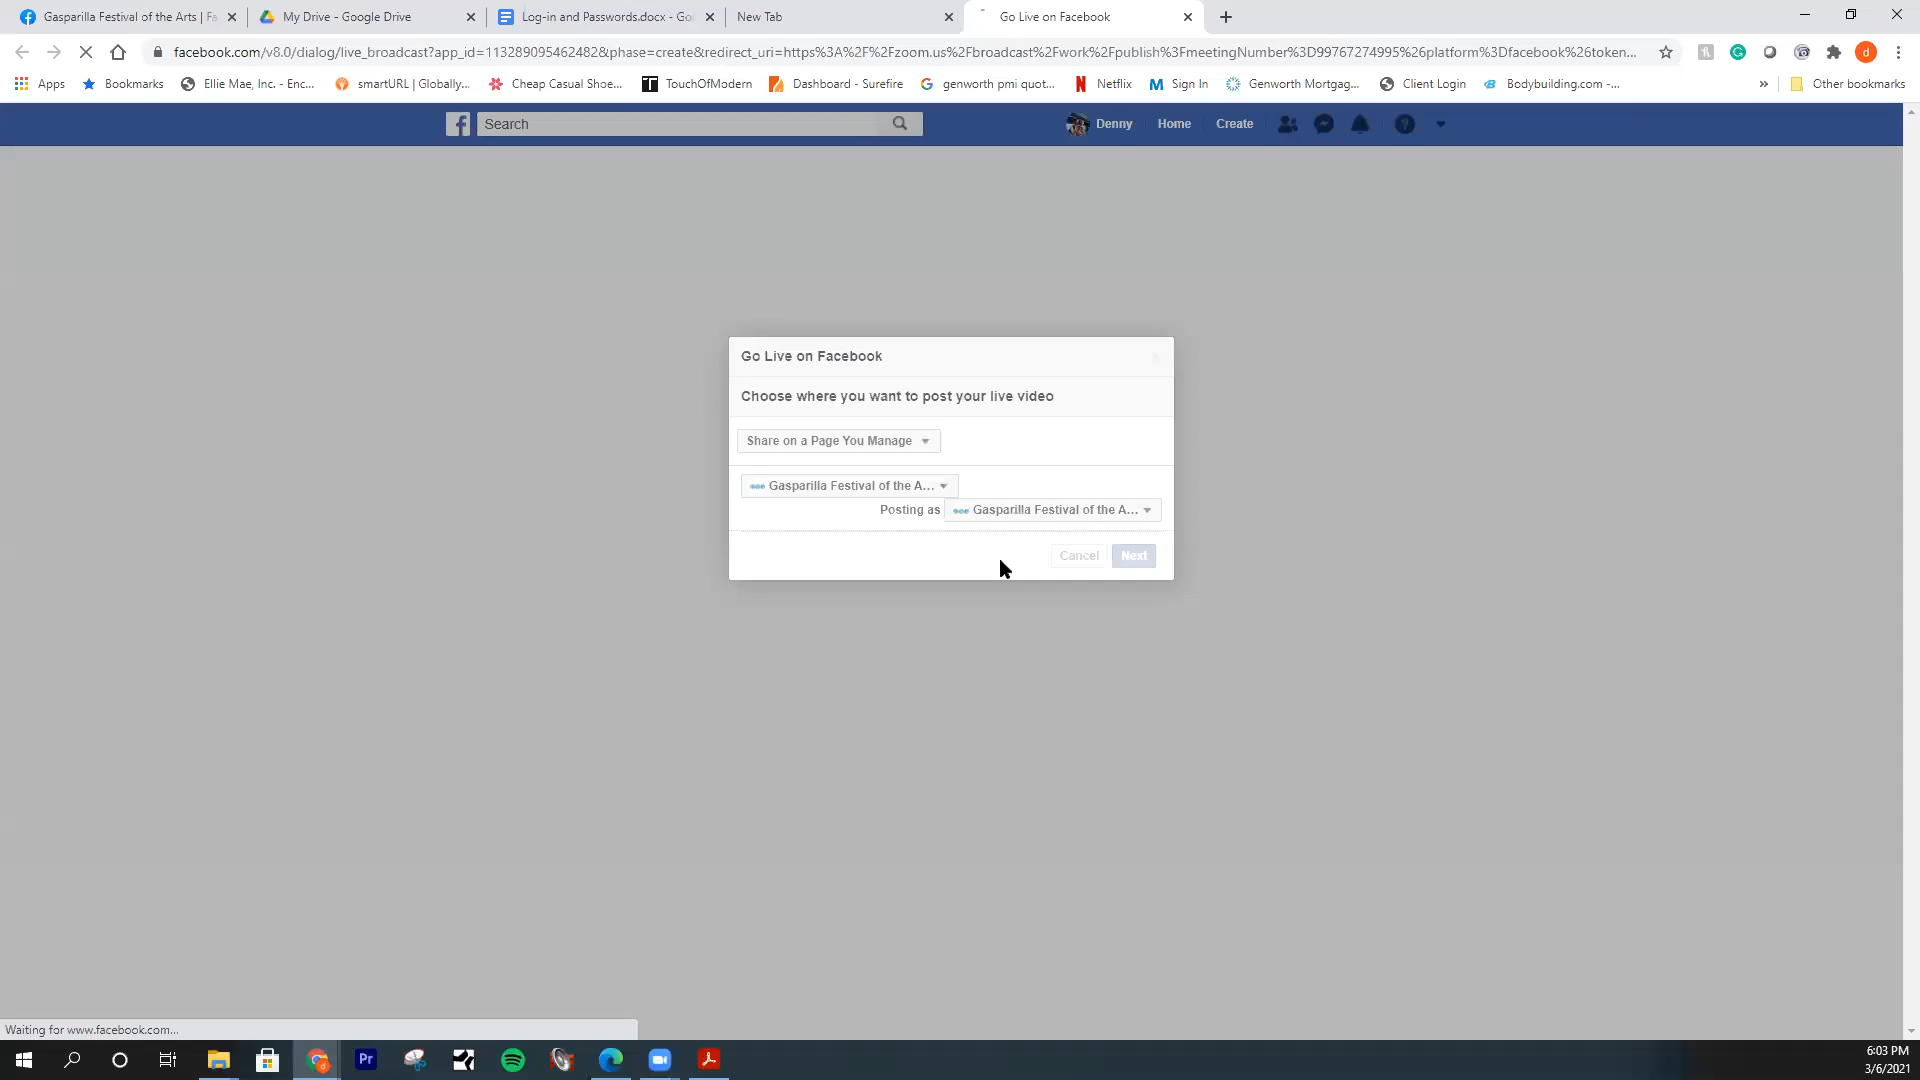 Gasparilla Festival of the Arts | Fa
My Drive - Google Drive
Log-in and Passwords.docx - Go
New Tab
Go Live on Facebook
facebook.com/v8.0/dialog/live_broadcast?app_id=1132890954624482&phase=create&redirect_uri=https%3A%2F%2Fzoom.us%2Fbroadcast%2Fwork%2Fpublish%3FmeetingNumber%3D99767274995%26platform%3Dfacebook%26token...
Apps
Bookmarks
Ellie Mae, Inc. - Enc...
smartURL | Globally...
Cheap Casual Shoe...
TouchOfModern
Dashboard - Surefire
genworth pmi quot...
Netflix
Sign In
Genworth Mortgag...
Client Login
Bodybuilding.com -...
»
Other bookmarks
Search
Denny
Home
Create
Go Live on Facebook
Choose where you want to post your live video
Share on a Page You Manage
Gasparilla Festival of the A...
Posting as Gasparilla Festival of the A...
Cancel
Next
Waiting for www.facebook.com...
Pr
6:03 PM
3/6/2021